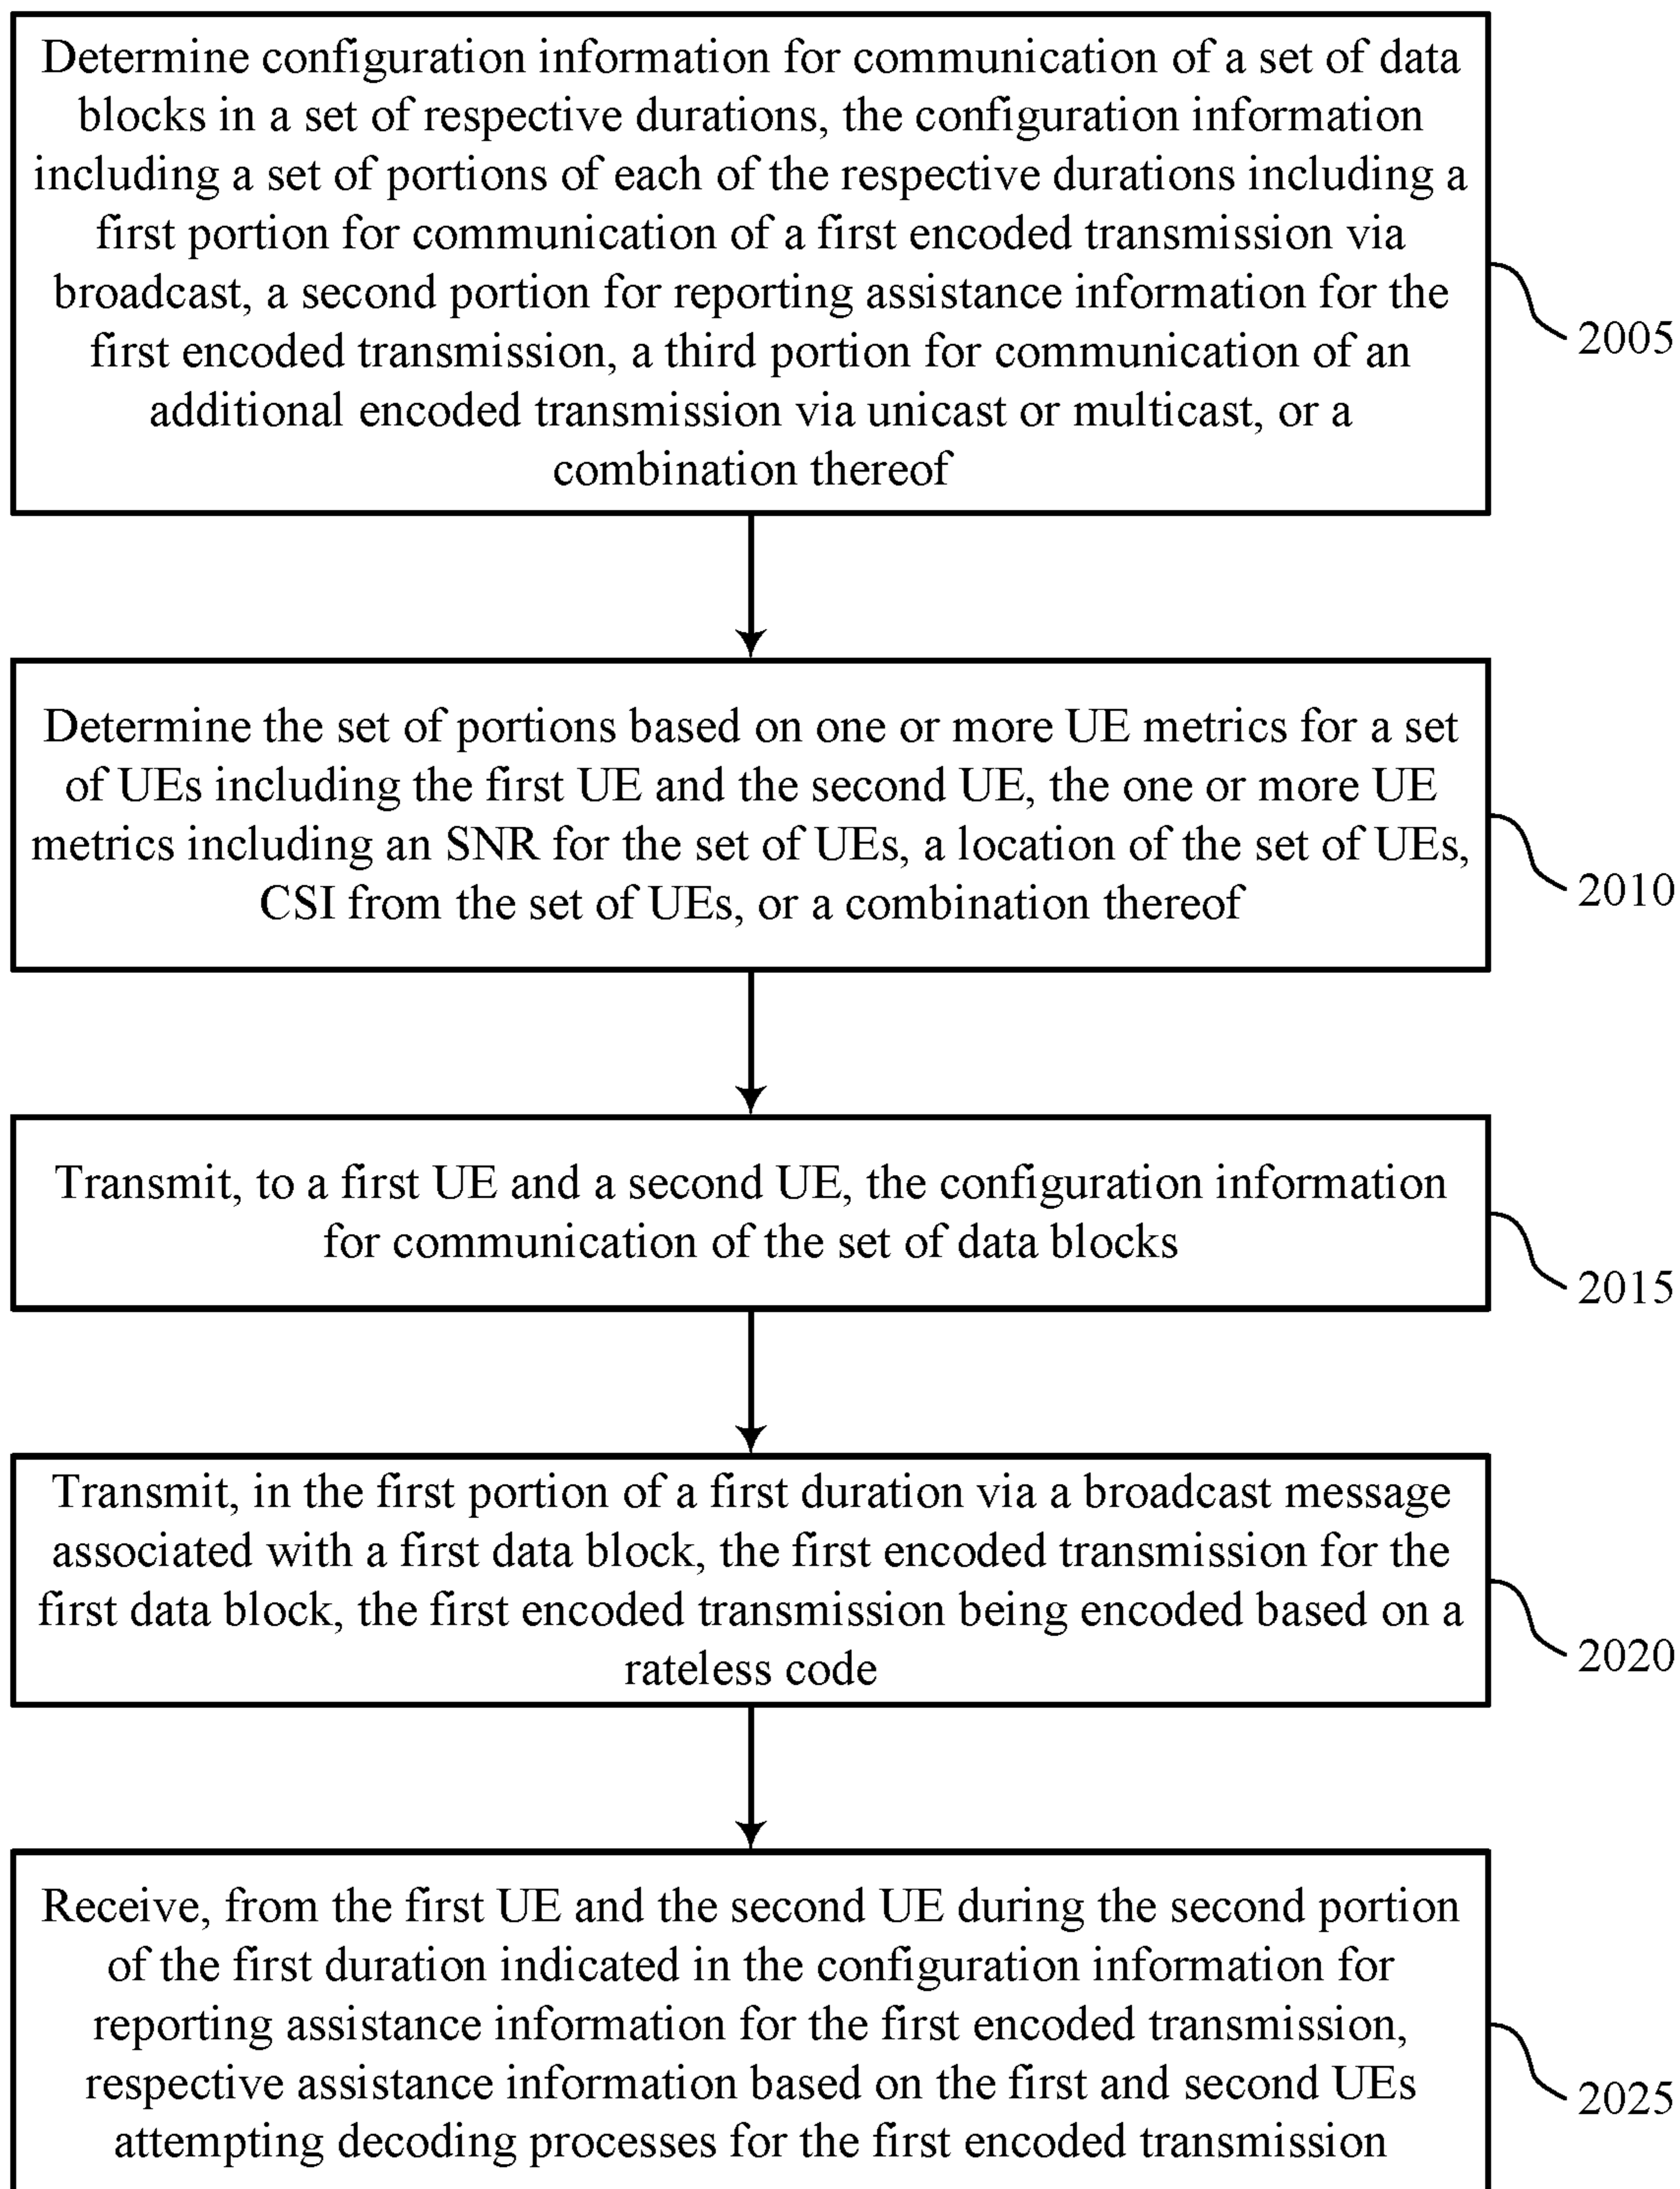 Determine configuration information for communication of a set of data
blocks in a set of respective durations, the configuration information
including a set of portions of each of the respective durations including a
first portion for communication of a first encoded transmission via
broadcast, a second portion for reporting assistance information for the
first encoded transmission, a third portion for communication of an
additional encoded transmission via unicast or multicast, or a
combination thereof
2005
Determine the set of portions based on one or more UE metrics for a set
of UEs including the first UE and the second UE, the one or more UE
metrics including an SNR for the set of UEs, a location of the set of UEs,
CSI from the set of UEs, or a combination thereof
2010
Transmit, to a first UE and a second UE, the configuration information
for communication of the set of data blocks
2015
Transmit, in the first portion of a first duration via a broadcast message
associated with a first data block, the first encoded transmission for the
first data block, the first encoded transmission being encoded based on a
rateless code
2020
Receive, from the first UE and the second UE during the second portion
of the first duration indicated in the configuration information for
reporting assistance information for the first encoded transmission,
respective assistance information based on the first and second UEs
attempting decoding processes for the first encoded transmission
2025